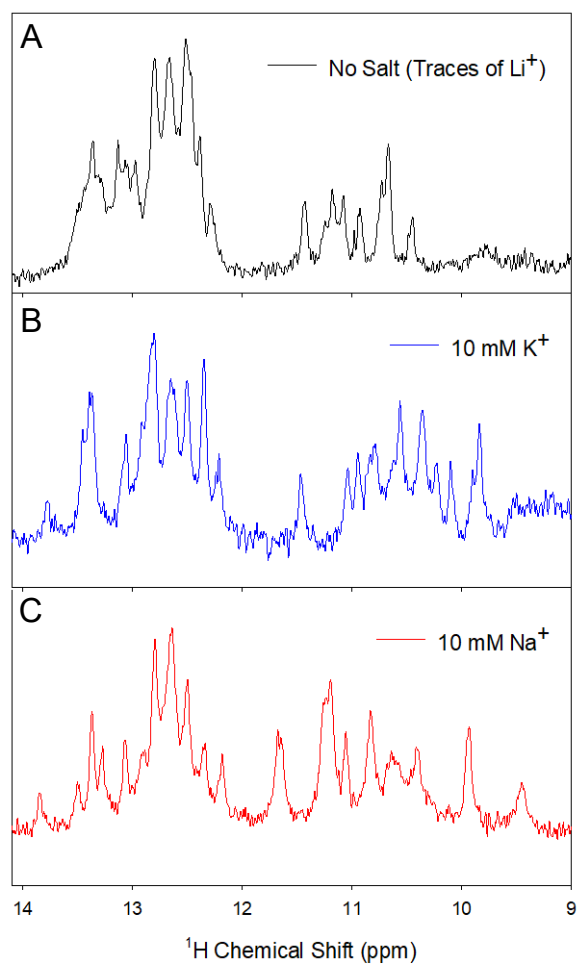 A
No Salt (Traces of Li+)
B
10 mM K+
C
10 mM Na+
14 13 12 11 10 9
1H Chemical Shift (ppm)